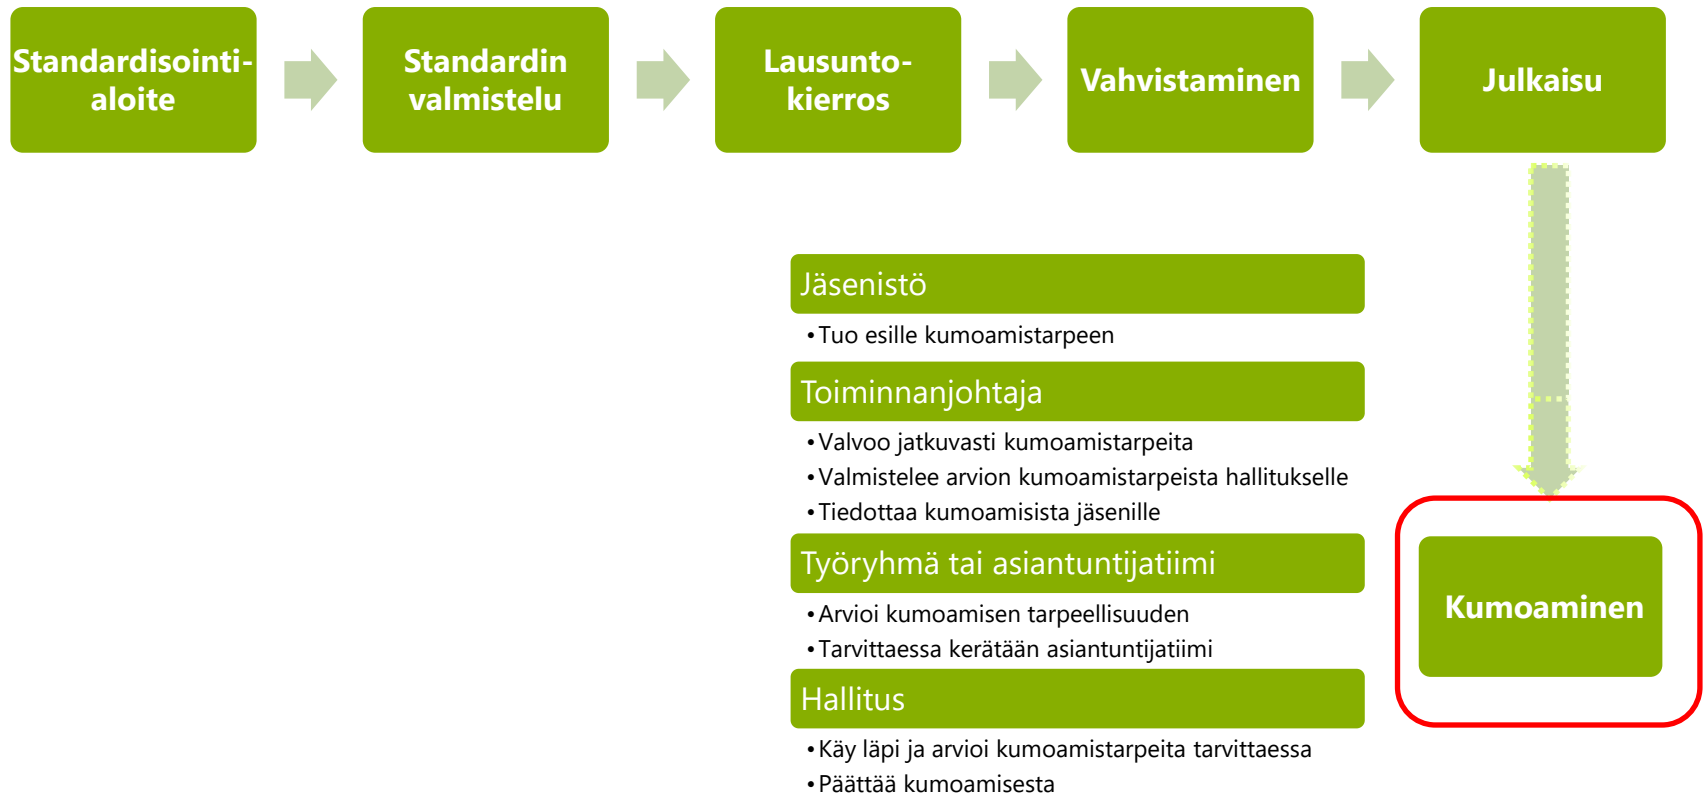 Standardisointi-
aloite
Standardin
valmistelu
Lausunto-
kierros
Vahvistaminen
Julkaisu
Jäsenistö
•Tuo esille kumoamistarpeen
Toiminnanjohtaja
•Valvoo jatkuvasti kumoamistarpeita
•Valmistelee arvion kumoamistarpeista hallitukselle
•Tiedottaa kumoamisista jäsenille
Työryhmä tai asiantuntijatiimi
•Arvioi kumoamisen tarpeellisuuden
•Tarvittaessa kerätään asiantuntijatiimi
Hallitus
•Käy läpi ja arvioi kumoamistarpeita tarvittaessa
•Päättää kumoamisesta
Kumoaminen